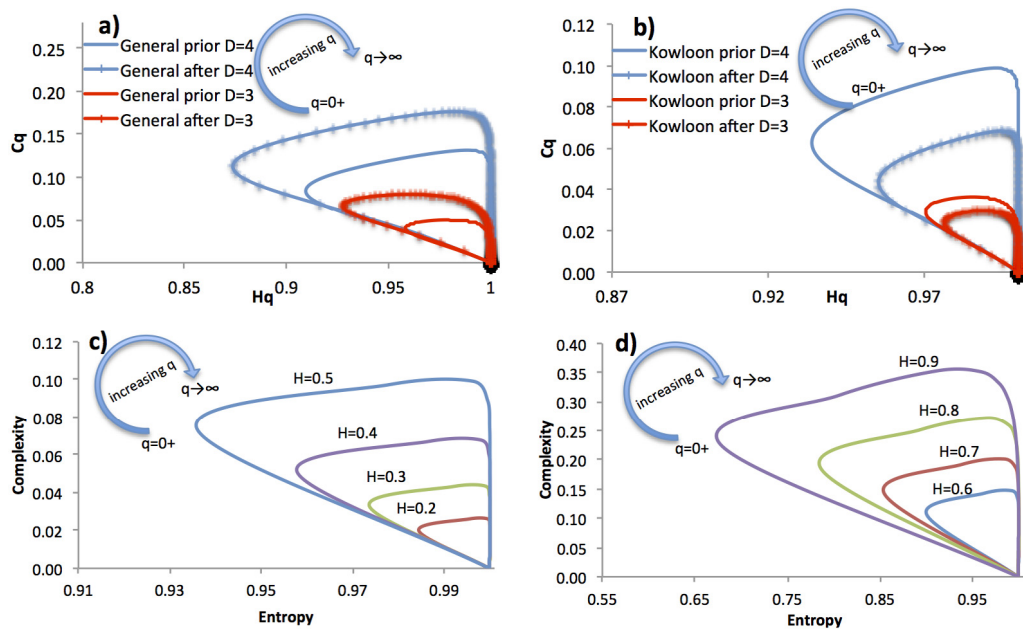 a)
0.25
0.20
0.15
0.10
0.05
0.00
Cq
General prior D=4
General after D=4
General prior D=3
General after D=3
increasing q
q→∞
q=0+
0.8
0.85
0.9
0.95
1
Hq
b)
0.12
0.10
0.08
0.06
0.04
0.02
0.00
Cq
Kowloon prior D=4
Kowloon after D=4
Kowloon prior D=3
Kowloon after D=3
increasing q
q→∞
q=0+
0.87
0.92
0.97
Hq
c)
0.12
0.10
0.08
0.06
0.04
0.02
0.00
Complexity
increasing q
q→∞
q=0+
H=0.5
H=0.4
H=0.3
H=0.2
0.91
0.93
0.95
0.97
0.99
Entropy
d)
0.40
0.35
0.30
0.25
0.20
0.15
0.10
0.05
0.00
Complexity
increasing q
q→∞
q=0+
H=0.9
H=0.8
H=0.7
H=0.6
0.55
0.65
0.75
0.85
0.95
Entropy